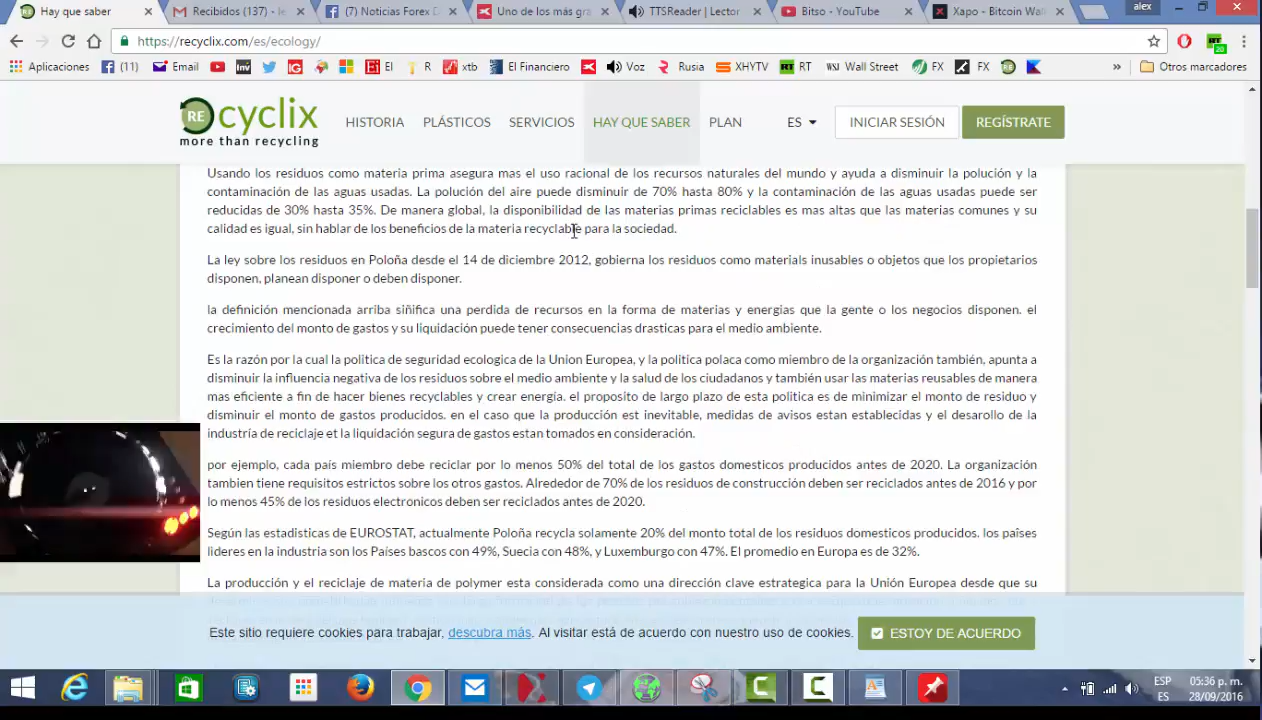 Hay que saber
Recibidos (137) - le
(7) Noticias Forex D
Uno de los más gra
TTSReader | Lector
Bitso - YouTube
Xapo - Bitcoin Wall
alex
https://recyclix.com/es/ecology/
20
Aplicaciones
(11)
Email
El
R
xtb
El Financiero
Voz
Rusia
XHYTV
RT
WSJ Wall Street
FX
FX
»
Otros marcadores
RE cyclix
more than recycling
HISTORIA
PLÁSTICOS
SERVICIOS
HAY QUE SABER
PLAN
ES
INICIAR SESIÓN
REGÍSTRATE
Usando los residuos como materia prima asegura mas el uso racional de los recursos naturales del mundo y ayuda a disminuir la polución y la
contaminación de las aguas usadas. La polución del aire puede disminuir de 70% hasta 80% y la contaminación de las aguas usadas puede ser
reducidas de 30% hasta 35%. De manera global, la disponibilidad de las materias primas reciclables es mas altas que las materias comunes y su
calidad es igual, sin hablar de los beneficios de la materia recyclable para la sociedad.
La ley sobre los residuos en Poloña desde el 14 de diciembre 2012, gobierna los residuos como materials inusables o objetos que los propietarios
disponen, planean disponer o deben disponer.
la definición mencionada arriba siñifica una perdida de recursos en la forma de materias y energias que la gente o los negocios disponen. el
crecimiento del monto de gastos y su liquidación puede tener consecuencias drasticas para el medio ambiente.
Es la razón por la cual la politica de seguridad ecologica de la Union Europea, y la política polaca como miembro de la organización también, apunta a
disminuir la influencia negativa de los residuos sobre el medio ambiente y la salud de los ciudadanos y también usar las materias reusables de manera
mas eficiente a fin de hacer bienes recyclables y crear energía. el proposito de largo plazo de esta politica es de minimizar el monto de residuo y
disminuir el monto de gastos producidos. en el caso que la producción est inevitable, medidas de avisos estan establecidas y el desarollo de la
industría de reciclaje et la liquidación segura de gastos estan tomados en consideración.
por ejemplo, cada país miembro debe reciclar por lo menos 50% del total de los gastos domesticos producidos antes de 2020. La organización
tambien tiene requisitos estrictos sobre los otros gastos. Alrededor de 70% de los residuos de construcción deben ser reciclados antes de 2016 y por
lo menos 45% de los residuos electronicos deben ser reciclados antes de 2020.
Según las estadisticas de EUROSTAT, actualmente Poloña recycla solamente 20% del monto total de los residuos domesticos producidos. los países
lideres en la industria son los Países bascos con 49%, Suecia con 48%, y Luxemburgo con 47%. El promedio en Europa es de 32%.
La producción y el reciclaje de materia de polymer esta considerada como una dirección clave estrategica para la Unión Europea desde que su
Este sitio requiere cookies para trabajar, descubra más. Al visitar está de acuerdo con nuestro uso de cookies.
ESTOY DE ACUERDO
ESP
ES
05:36 p. m.
28/09/2016